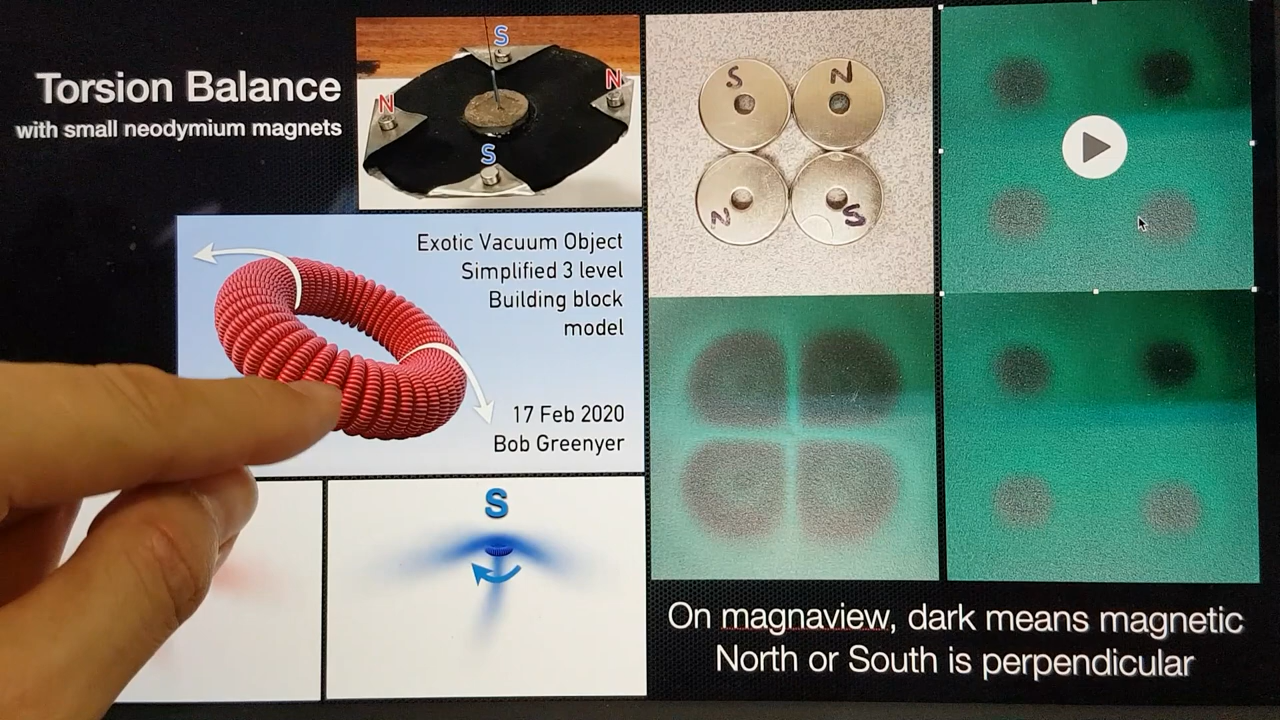 Torsion Balance
with small neodymium magnets
S
N
N
S
S
N
N
S
Exotic Vacuum Object
Simplified 3 level
Building block
model
17 Feb 2020
Bob Greenyer
S
On magnaview, dark means magnetic
North or South is perpendicular